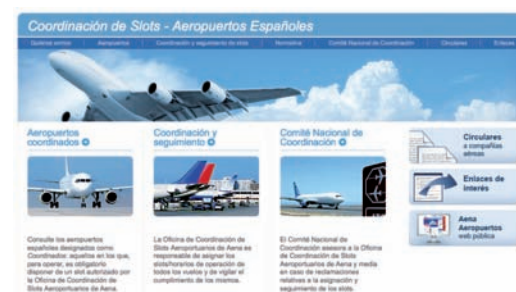 Coordinación de Slots - Aeropuertos Españoles
Quiénes somos Aeropuertos Coordinación y seguimiento de slots Normativa Comité Nacional de Coordinación Circulares Enlaces
Aeropuertos
coordinados
Consulte los aeropuertos
españoles designados como
Coordinados: aquellos en los que,
para operar, es obligatorio
disponer de un slot autorizado por
la Oficina de Coordinación de
Slots Aeroportuarios de Aena.
Coordinación y
seguimiento
La Oficina de Coordinación de
Slots Aeroportuarios de Aena es
responsable de asignar los
slots/horarios de operación de
todos los vuelos y de vigilar el
cumplimiento de los mismos.
Comité Nacional de
Coordinación
El Comité Nacional de
Coordinación asesora a la Oficina
de Coordinación de Slots
Aeroportuarios de Aena y media
en caso de reclamaciones
relativas a la asignación y
seguimiento de los slots.
Circulares
a compañías
aéreas
Enlaces de
interés
Aena
Aeropuertos
web pública